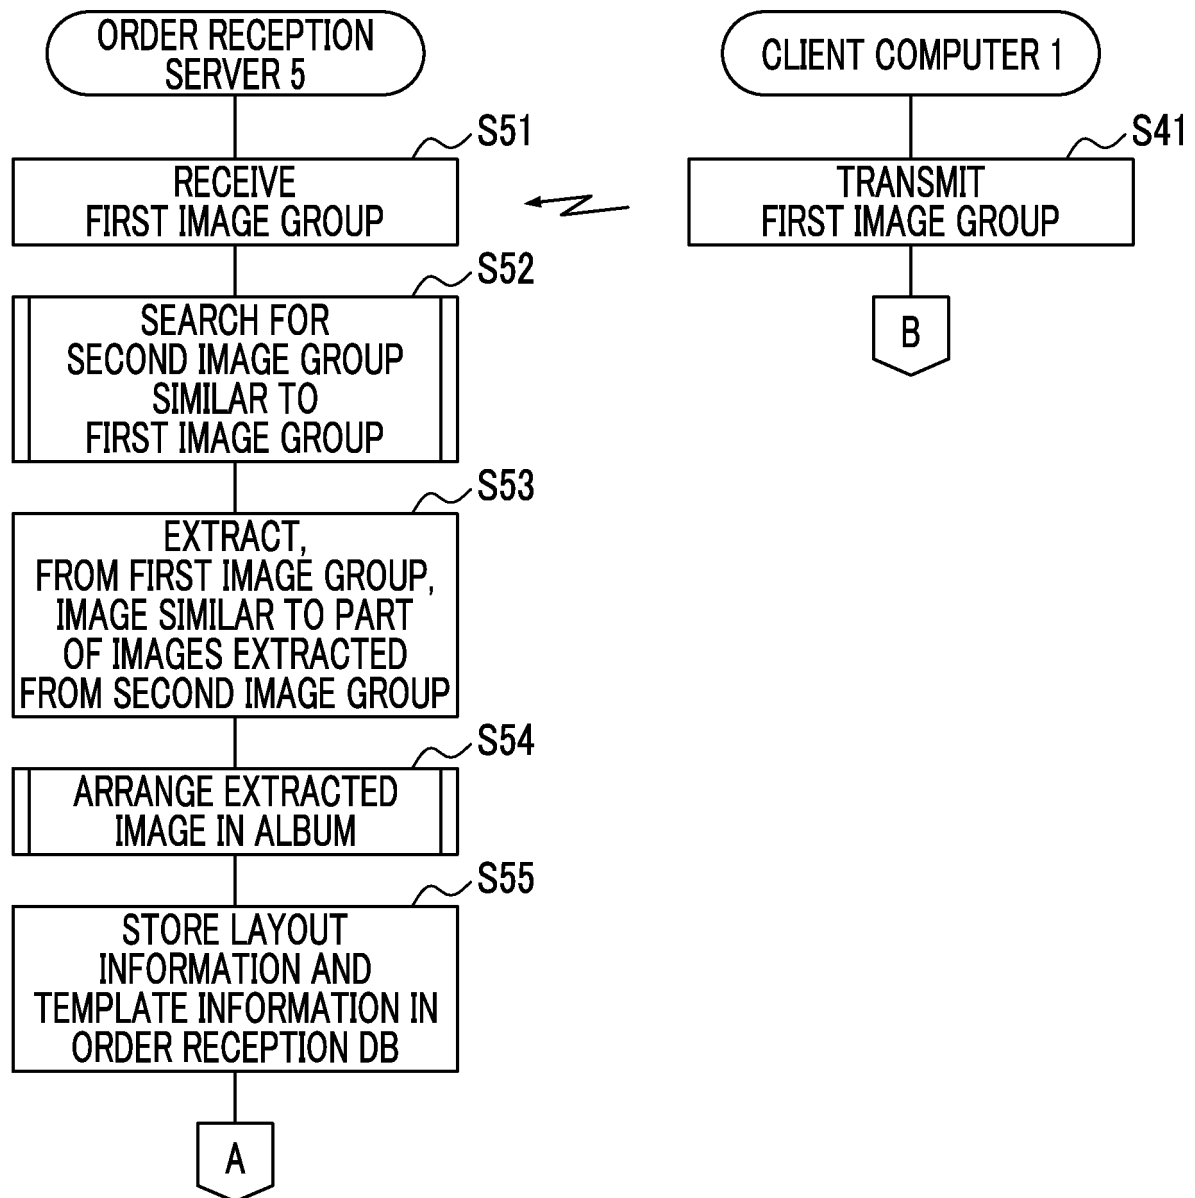 ORDER RECEPTION
SERVER 5
S51
RECEIVE
FIRST IMAGE GROUP
S52
SEARCH FOR
SECOND IMAGE GROUP
SIMILAR TO
FIRST IMAGE GROUP
S53
EXTRACT,
FROM FIRST IMAGE GROUP,
IMAGE SIMILAR TO PART
OF IMAGES EXTRACTED
FROM SECOND IMAGE GROUP
S54
ARRANGE EXTRACTED
IMAGE IN ALBUM
S55
STORE LAYOUT
INFORMATION AND
TEMPLATE INFORMATION IN
ORDER RECEPTION DB
A
CLIENT COMPUTER 1
S41
TRANSMIT
FIRST IMAGE GROUP
B